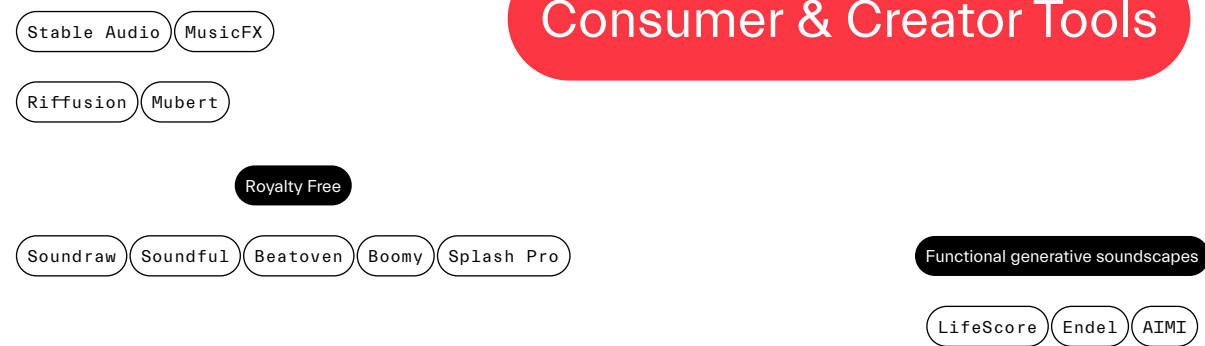 Consumer & Creator Tools
Stable Audio MusicFX
Riffusion Mubert
Royalty Free
Soundraw Soundful Beatoven Boomy Splash Pro
Functional generative soundscapes
LifeScore Endel AIMI